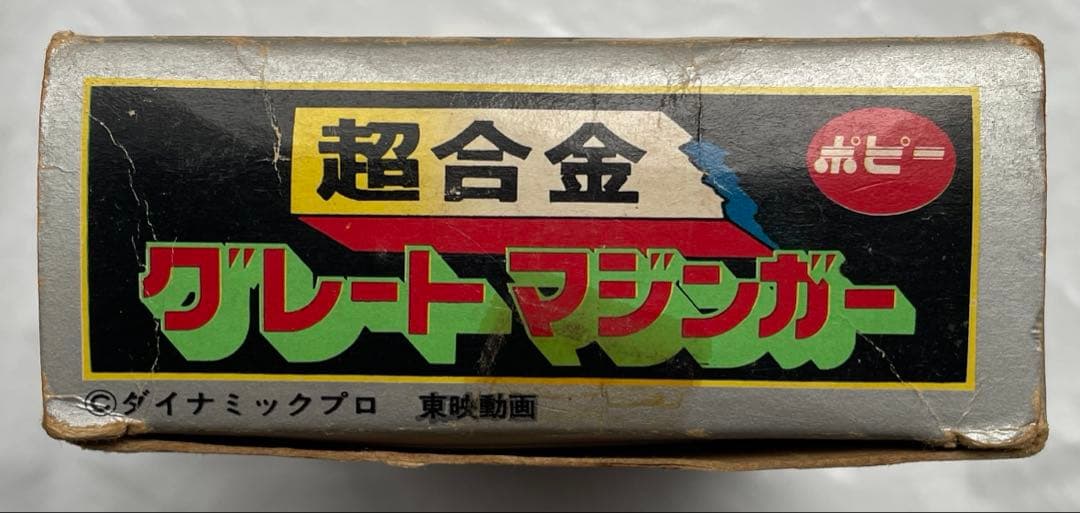 超合金
ポピー
グレートマジンガー
©ダイナミックプロ 東映動画